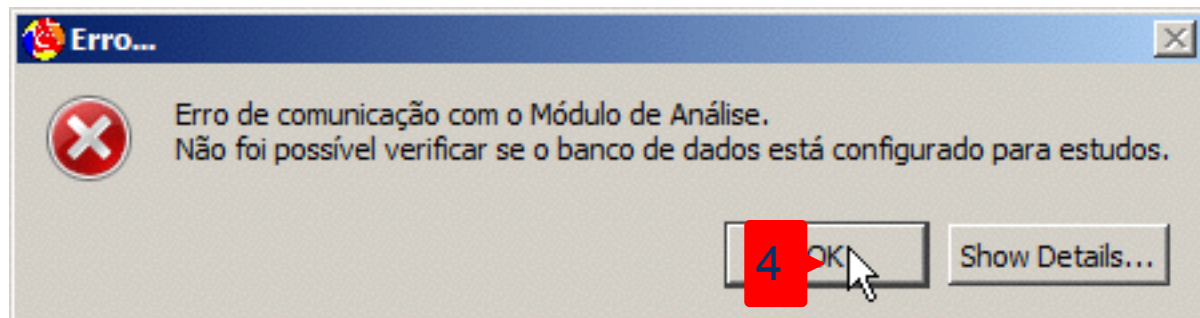 Erro...
Erro de comunicação com o Módulo de Análise.
Não foi possível verificar se o banco de dados está configurado para estudos.
4 OK Show Details...